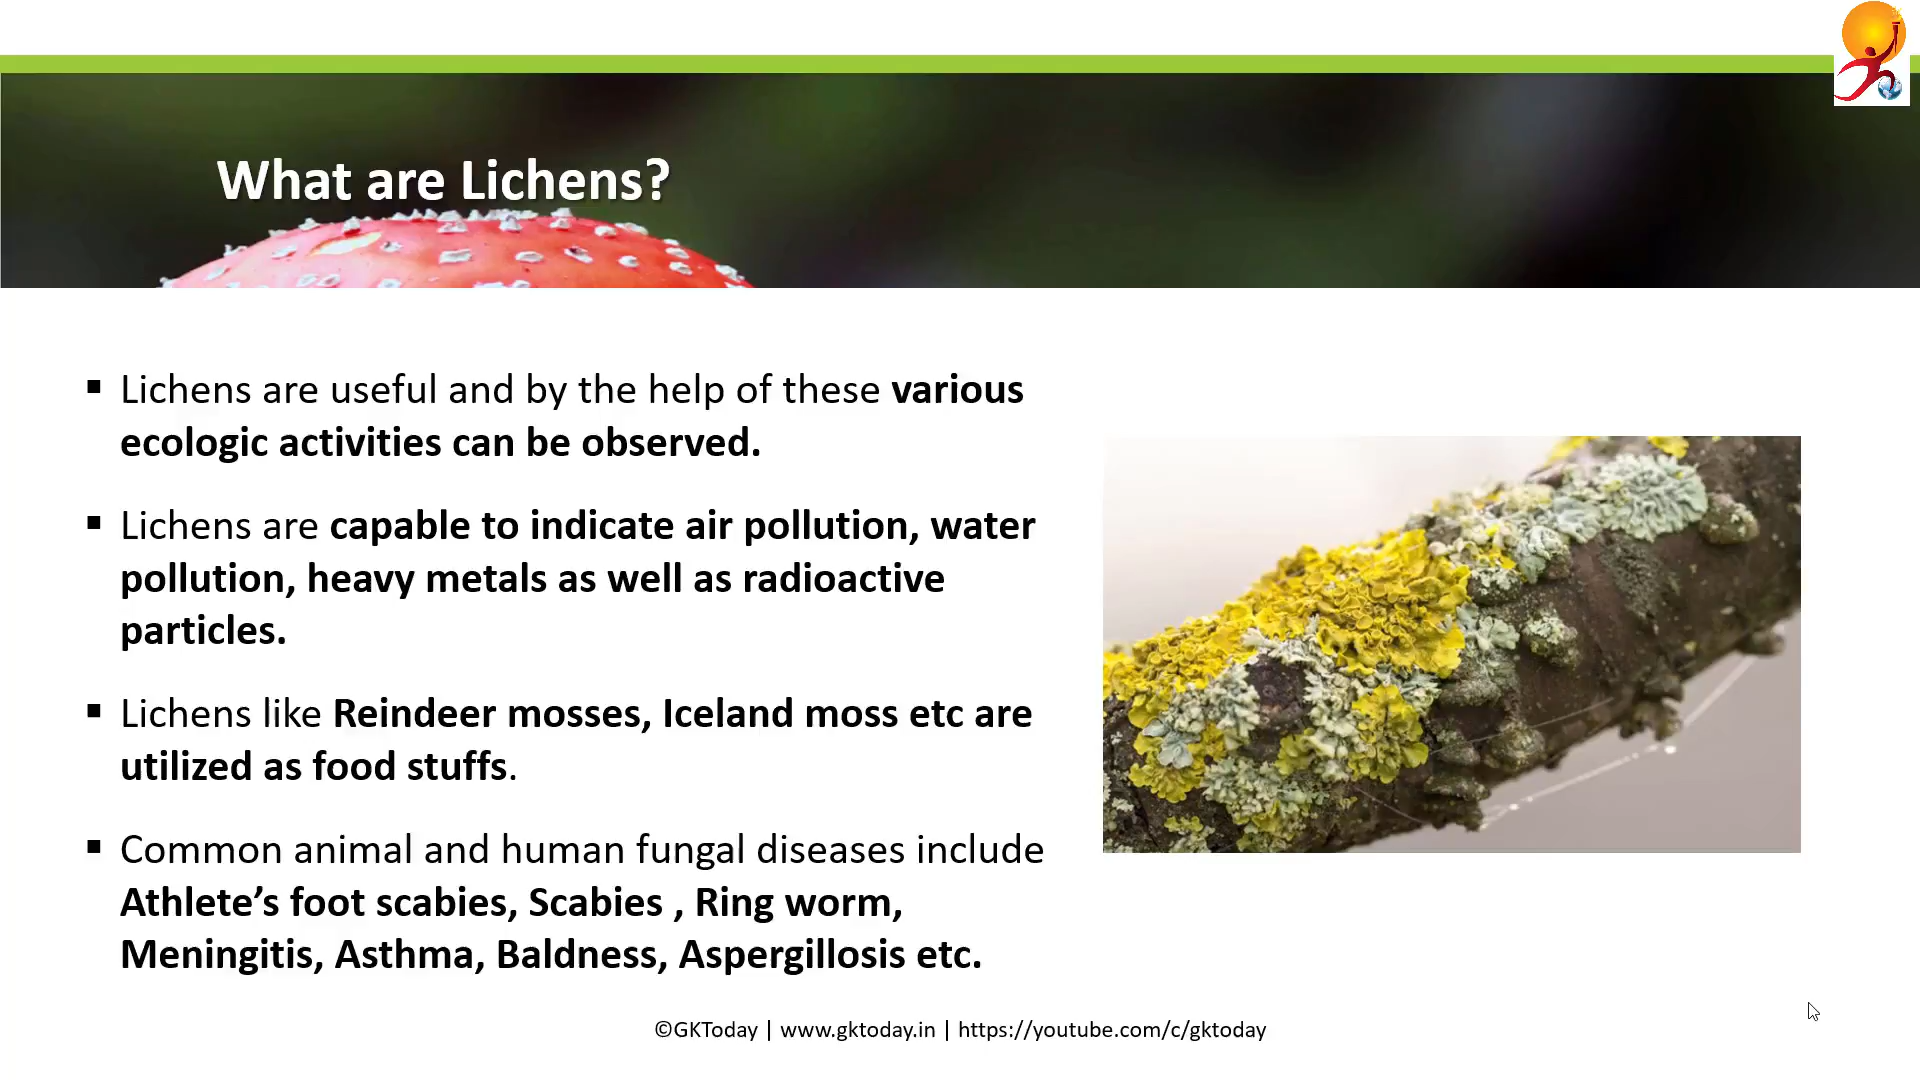 What are Lichens?
Lichens are useful and by the help of these various
ecologic activities can be observed.
Lichens are capable to indicate air pollution, water
pollution, heavy metals as well as radioactive
particles.
Lichens like Reindeer mosses, Iceland moss etc are
utilized as food stuffs.
Common animal and human fungal diseases include
Athlete’s foot scabies, Scabies , Ring worm,
Meningitis, Asthma, Baldness, Aspergillosis etc.
©GKToday | www.gktoday.in | https://youtube.com/c/gktoday